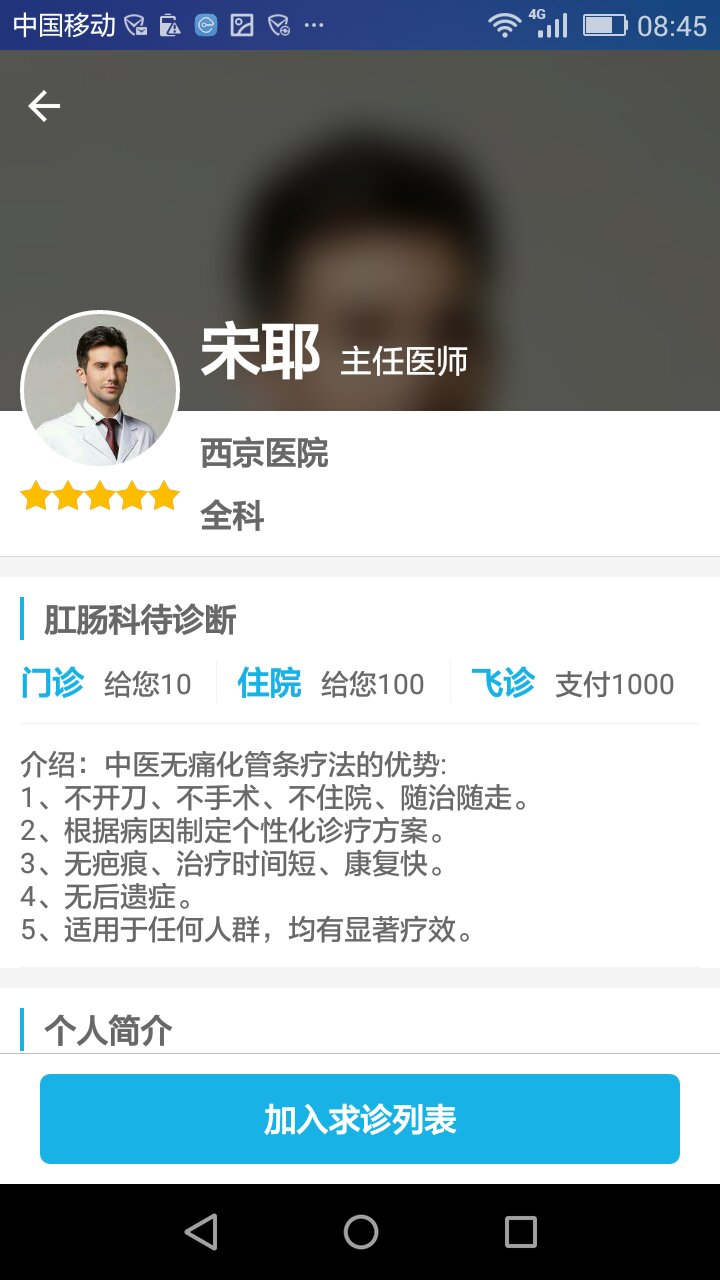 中国移动 4G 08:45
宋耶 主任医师
西京医院
全科
肛肠科待诊断
门诊 给您10 住院 给您100 飞诊 支付1000
介绍：中医无痛化管条疗法的优势:
1、不开刀、不手术、不住院、随治随走。
2、根据病因制定个性化诊疗方案。
3、无疤痕、治疗时间短、康复快。
4、无后遗症。
5、适用于任何人群，均有显著疗效。
个人简介
加入求诊列表